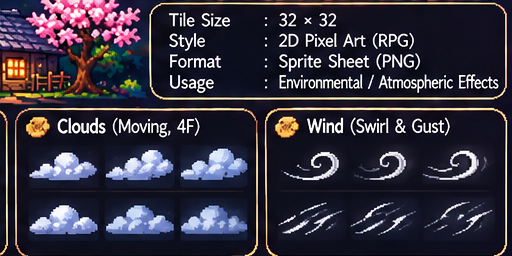 Tile Size : 32 × 32
Style : 2D Pixel Art (RPG)
Format : Sprite Sheet (PNG)
Usage : Environmental / Atmospheric Effects
Clouds (Moving, 4F)
Wind (Swirl & Gust)